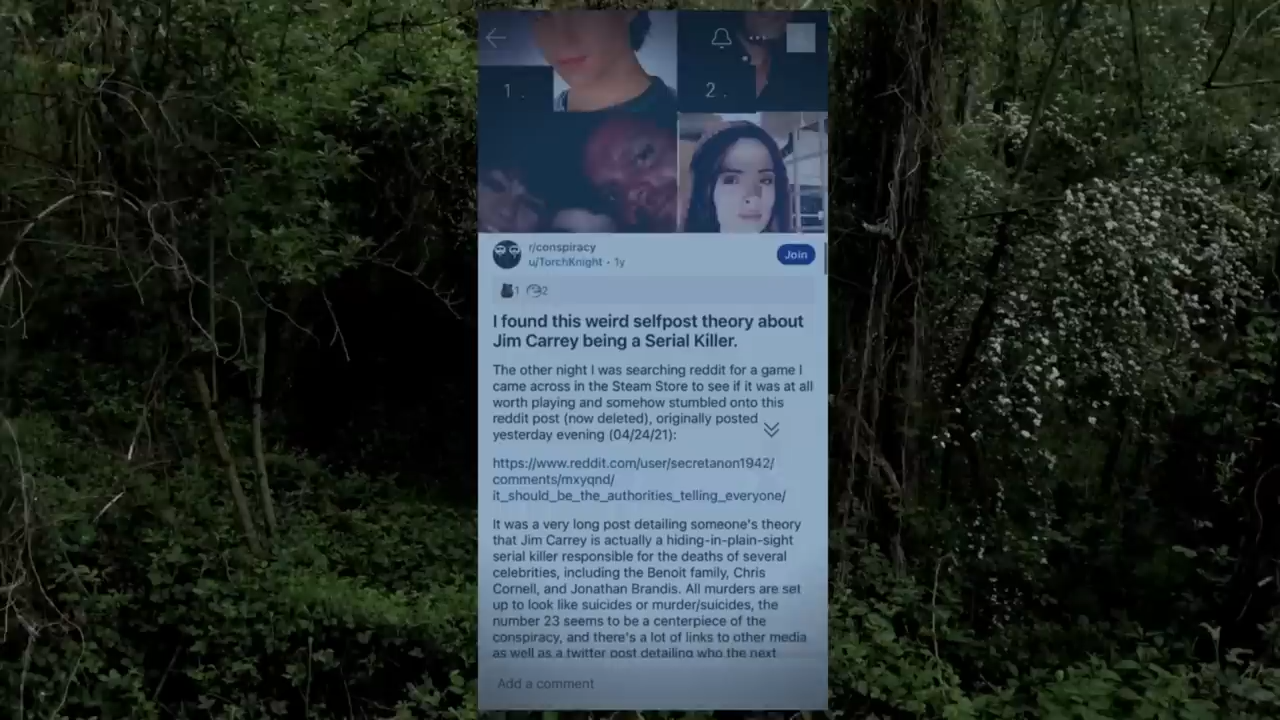 1 .
2 .
r/conspiracy
u/TorchKnight • 1y
Join
1 2
I found this weird selfpost theory about
Jim Carrey being a Serial Killer.
The other night I was searching reddit for a game I
came across in the Steam Store to see if it was at all
worth playing and somehow stumbled onto this
reddit post (now deleted), originally posted
yesterday evening (04/24/21):
https://www.reddit.com/user/secretanon1942/
comments/mxyqnd/
it_should_be_the_authorities_telling_everyone/
It was a very long post detailing someone's theory
that Jim Carrey is actually a hiding-in-plain-sight
serial killer responsible for the deaths of several
celebrities, including the Benoit family, Chris
Cornell, and Jonathan Brandis. All murders are set
up to look like suicides or murder/suicides, the
number 23 seems to be a centerpiece of the
conspiracy, and there's a lot of links to other media
as well as a twitter post detailing who the next
Add a comment